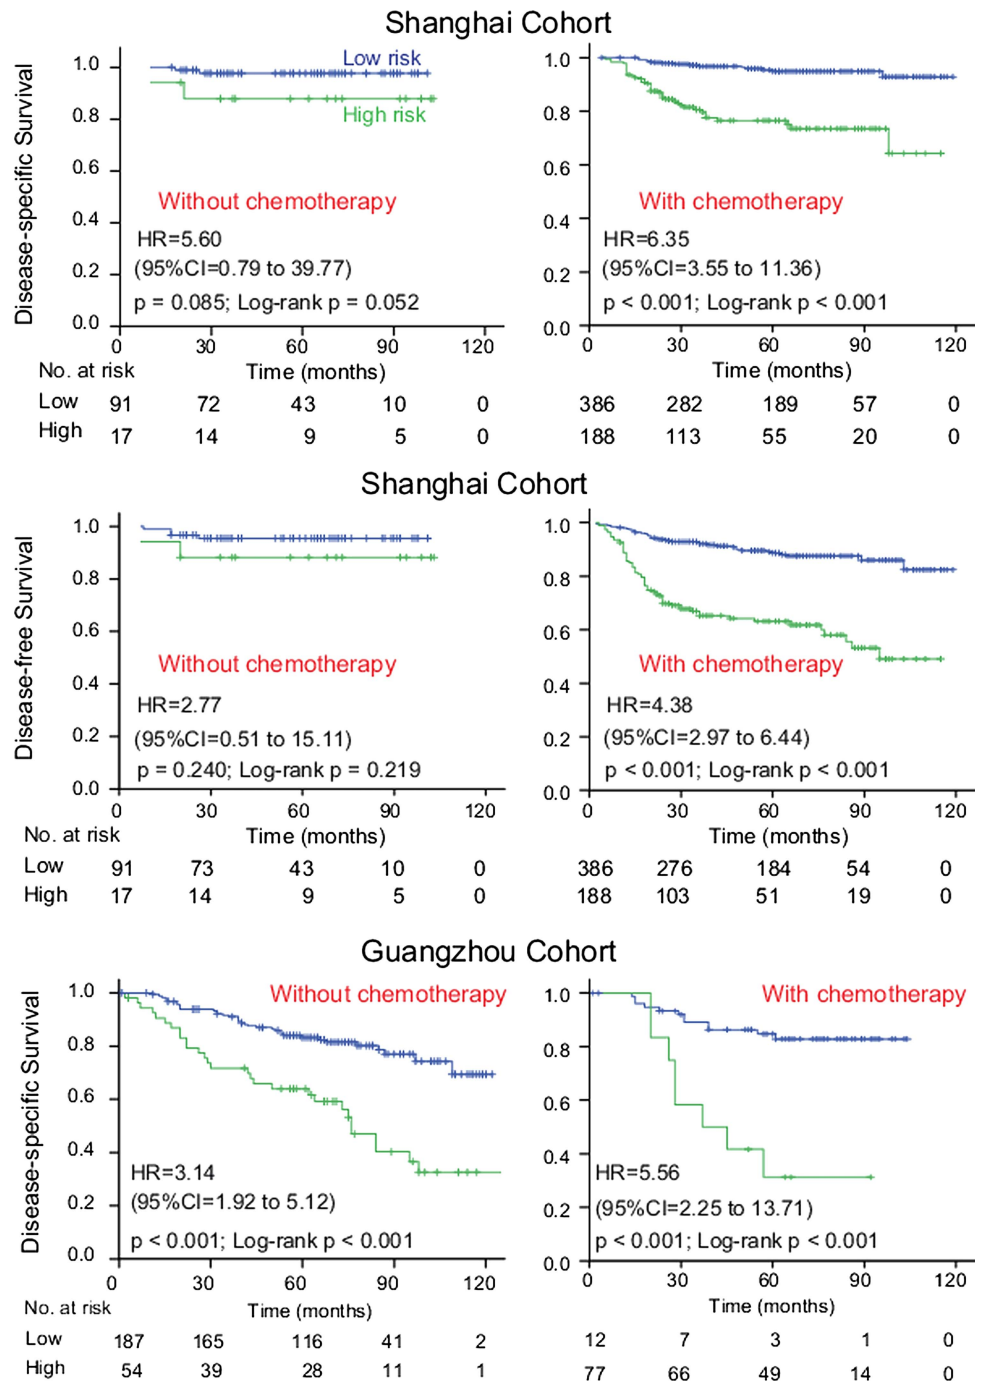 Shanghai Cohort
Disease-specific Survival
1.0
0.8
0.6
0.4
0.2
0.0
Low risk
High risk
Without chemotherapy
HR=5.60
(95%CI=0.79 to 39.77)
p = 0.085; Log-rank p = 0.052
0 30 60 90 120
No. at risk Time (months)
Low 91 72 43 10 0
High 17 14 9 5 0
1.0
0.8
0.6
0.4
0.2
0.0
With chemotherapy
HR=6.35
(95%CI=3.55 to 11.36)
p < 0.001; Log-rank p < 0.001
0 30 60 90 120
Time (months)
386 282 189 57 0
188 113 55 20 0
Shanghai Cohort
Disease-free Survival
1.0
0.8
0.6
0.4
0.2
0.0
Without chemotherapy
HR=2.77
(95%CI=0.51 to 15.11)
p = 0.240; Log-rank p = 0.219
0 30 60 90 120
No. at risk Time (months)
Low 91 73 43 10 0
High 17 14 9 5 0
1.0
0.8
0.6
0.4
0.2
0.0
With chemotherapy
HR=4.38
(95%CI=2.97 to 6.44)
p < 0.001; Log-rank p < 0.001
0 30 60 90 120
Time (months)
386 276 184 54 0
188 103 51 19 0
Guangzhou Cohort
Disease-specific Survival
1.0
0.8
0.6
0.4
0.2
0.0
Without chemotherapy
HR=3.14
(95%CI=1.92 to 5.12)
p < 0.001; Log-rank p < 0.001
0 30 60 90 120
No. at risk Time (months)
Low 187 165 116 41 2
High 54 39 28 11 1
1.0
0.8
0.6
0.4
0.2
0.0
With chemotherapy
HR=5.56
(95%CI=2.25 to 13.71)
p < 0.001; Log-rank p < 0.001
0 30 60 90 120
Time (months)
12 7 3 1 0
77 66 49 14 0